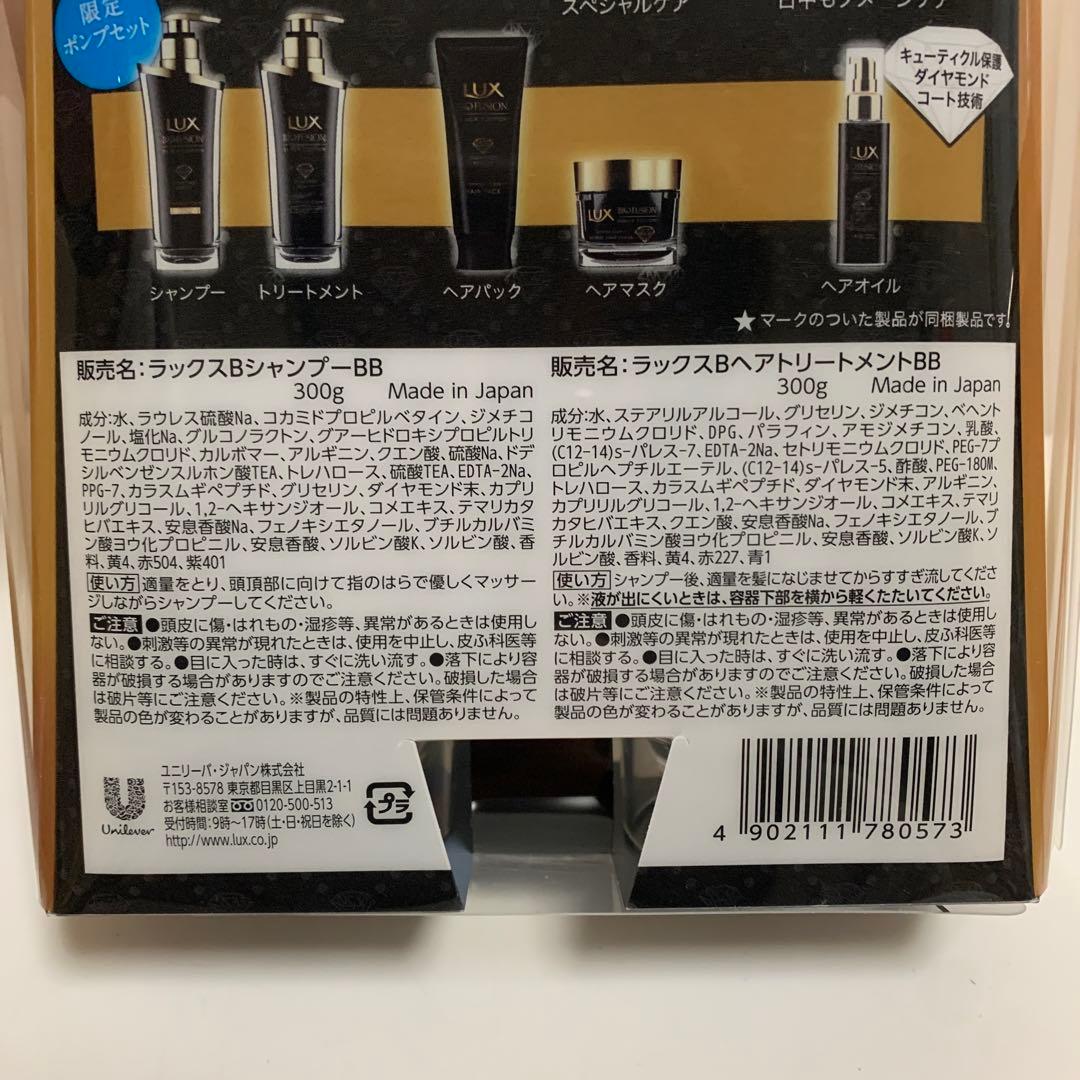 限定
ポンプセット
スペシャルケア
キューティクル保護
ダイヤモンド
コート技術
LUX
LUX
LUX
LUX
LUX
シャンプー
トリートメント
ヘアパック
ヘアマスク
ヘアオイル
★マークのついた製品が同梱製品です。
販売名:ラックスBシャンプーBB
300g Made in Japan
成分:水、ラウレス硫酸Na、コカミドプロピルベタイン、ジメチコ
ノール、塩化Na、グルコノラクトン、グアーヒドロキシプロピルトリ
モニウムクロリド、カルボマー、アルギニン、クエン酸、硫酸Na、ドデ
シルベンゼンスルホン酸TEA、トレハロース、硫酸TEA、EDTA-2Na、
PPG-7、カラスムギペプチド、グリセリン、ダイヤモンド末、カプリ
リルグリコール、1,2-ヘキサンジオール、コメエキス、テマリカタ
ヒバエキス、安息香酸Na、フェノキシエタノール、ブチルカルバミ
ン酸ヨウ化プロピニル、安息香酸、ソルビン酸K、ソルビン酸、香
料、黄4、赤504、紫401
使い方 適量をとり、頭頂部に向けて指のはらで優しくマッサー
ジしながらシャンプーしてください。
ご注意 ●頭皮に傷・はれもの・湿疹等、異常があるときは使用し
ない。●刺激等の異常が現れたときは、使用を中止し、皮ふ科医等
に相談する。●目に入った時は、すぐに洗い流す。●落下により容
器が破損する場合がありますのでご注意ください。破損した場合
は破片等にご注意ください。※製品の特性上、保管条件によって
製品の色が変わることがありますが、品質には問題ありません。
販売名:ラックスBヘアトリートメントBB
300g Made in Japan
成分:水、ステアリルアルコール、グリセリン、ジメチコン、ベヘント
リモニウムクロリド、DPG、パラフィン、アモジメチコン、乳酸、
(C12-14)s-パレス-7、EDTA-2Na、セトリモニウムクロリド、PEG-7プ
ロピルヘプチルエーテル、(C12-14)s-パレス-5、酢酸、PEG-180M、
トレハロース、カラスムギペプチド、ダイヤモンド末、アルギニン、
カプリリルグリコール、1,2-ヘキサンジオール、コメエキス、テマリ
カタヒバエキス、クエン酸、安息香酸Na、フェノキシエタノール、ブ
チルカルバミン酸ヨウ化プロピニル、安息香酸、ソルビン酸K、ソ
ルビン酸、香料、黄4、赤227、青1
使い方 シャンプー後、適量を髪になじませてからすすぎ流してくださ
い。※液が出にくいときは、容器下部を横から軽くたたいてください。
ご注意 ●頭皮に傷・はれもの・湿疹等、異常があるときは使用し
ない。●刺激等の異常が現れたときは、使用を中止し、皮ふ科医等
に相談する。●目に入った時は、すぐに洗い流す。●落下により容
器が破損する場合がありますのでご注意ください。破損した場合
は破片等にご注意ください。※製品の特性上、保管条件によって
製品の色が変わることがありますが、品質には問題ありません。
Unilever
ユニリーバ・ジャパン株式会社
〒153-8578 東京都目黒区上目黒2-1-1
お客様相談室 0120-500-513
受付時間:9時〜17時(土・日・祝日を除く)
http://www.lux.co.jp
プラ
4 902111 780573